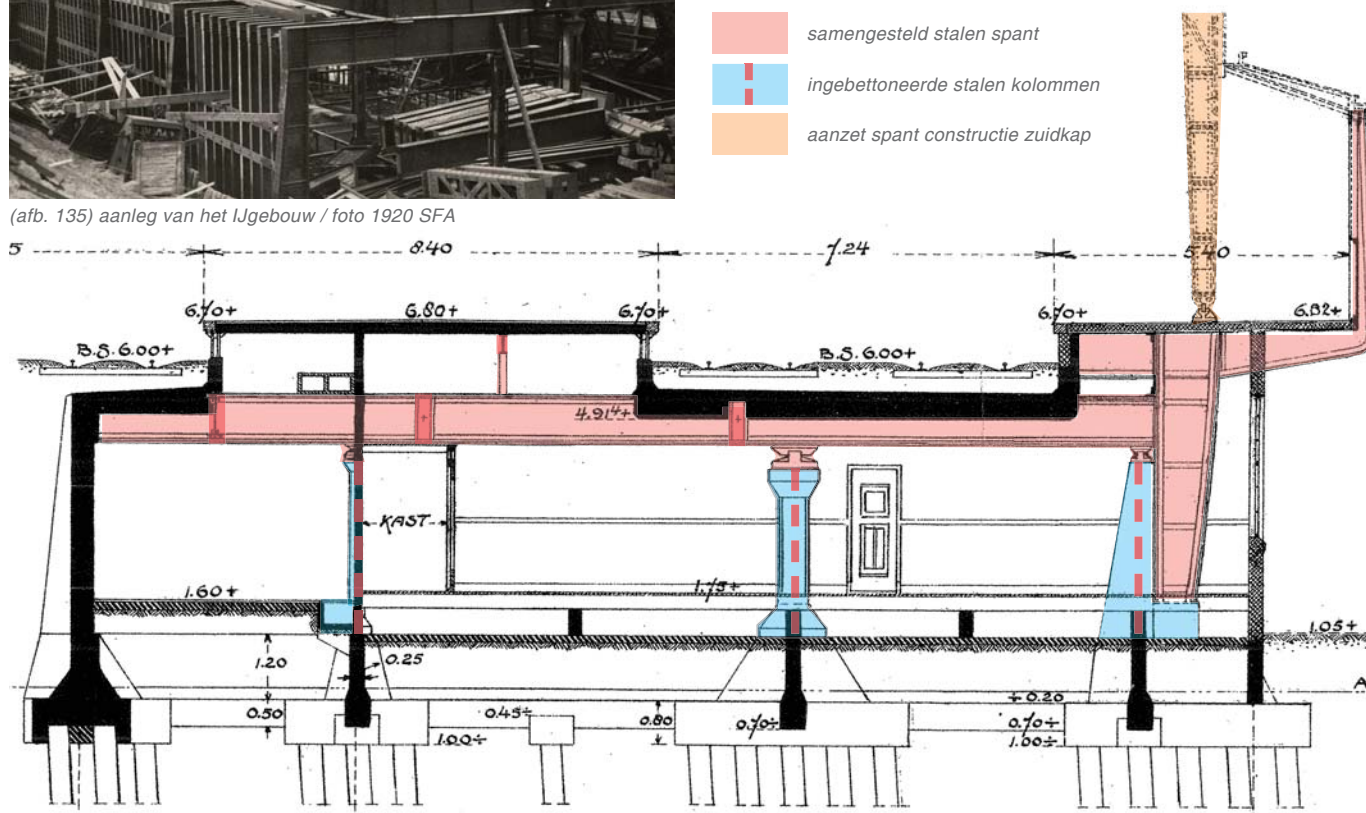 samengesteld stalen spant
ingebettoneerde stalen kolommen
aanzet spant constructie zuidkap
(afb. 135) aanleg van het IJgebouw / foto 1920 SFA
5 8.40 7.24 5.40
6.70+ 6.80+ 6.70+ 6.70+ 6.82+
B.S. 6.00+ B.S. 6.00+
4.91⁴+
KAST
1.60+ 1.75+
1.05+
1.20 0.25
A
÷0.20
0.50 0.45÷ 0.80 0.70÷ 0.70÷
1.00÷ 1.00÷